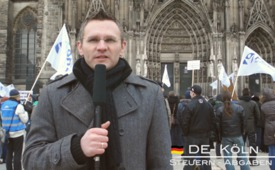 DE - KÖLN
STEUERN - ABGABEN